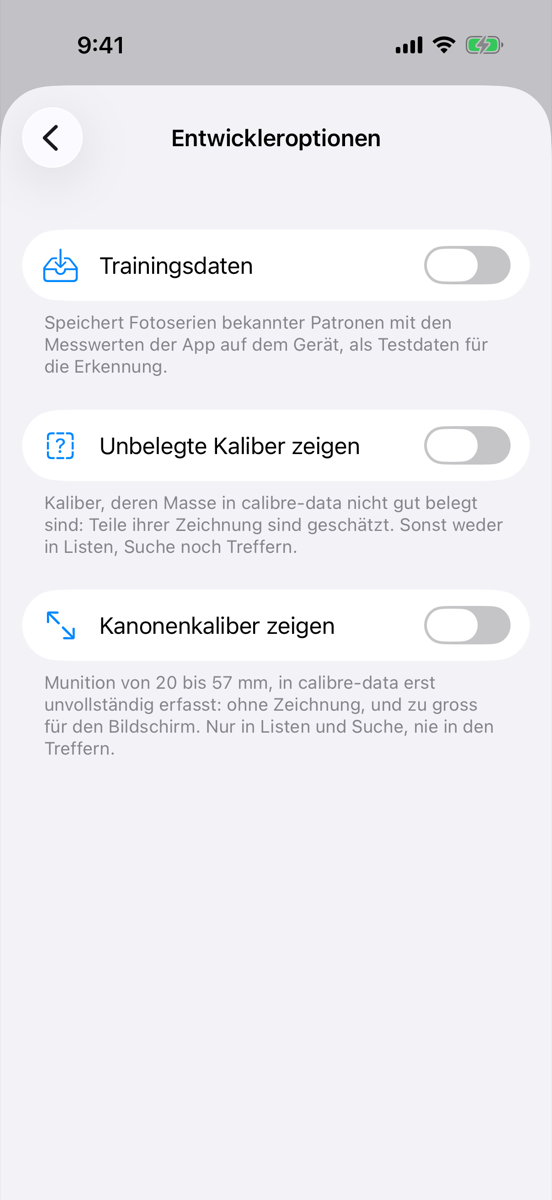 9:41
Entwickleroptionen
Trainingsdaten
Speichert Fotoserien bekannter Patronen mit den
Messwerten der App auf dem Gerät, als Testdaten für
die Erkennung.
Unbelegte Kaliber zeigen
Kaliber, deren Masse in calibre-data nicht gut belegt
sind: Teile ihrer Zeichnung sind geschätzt. Sonst weder
in Listen, Suche noch Treffern.
Kanonenkaliber zeigen
Munition von 20 bis 57 mm, in calibre-data erst
unvollständig erfasst: ohne Zeichnung, und zu gross
für den Bildschirm. Nur in Listen und Suche, nie in den
Treffern.